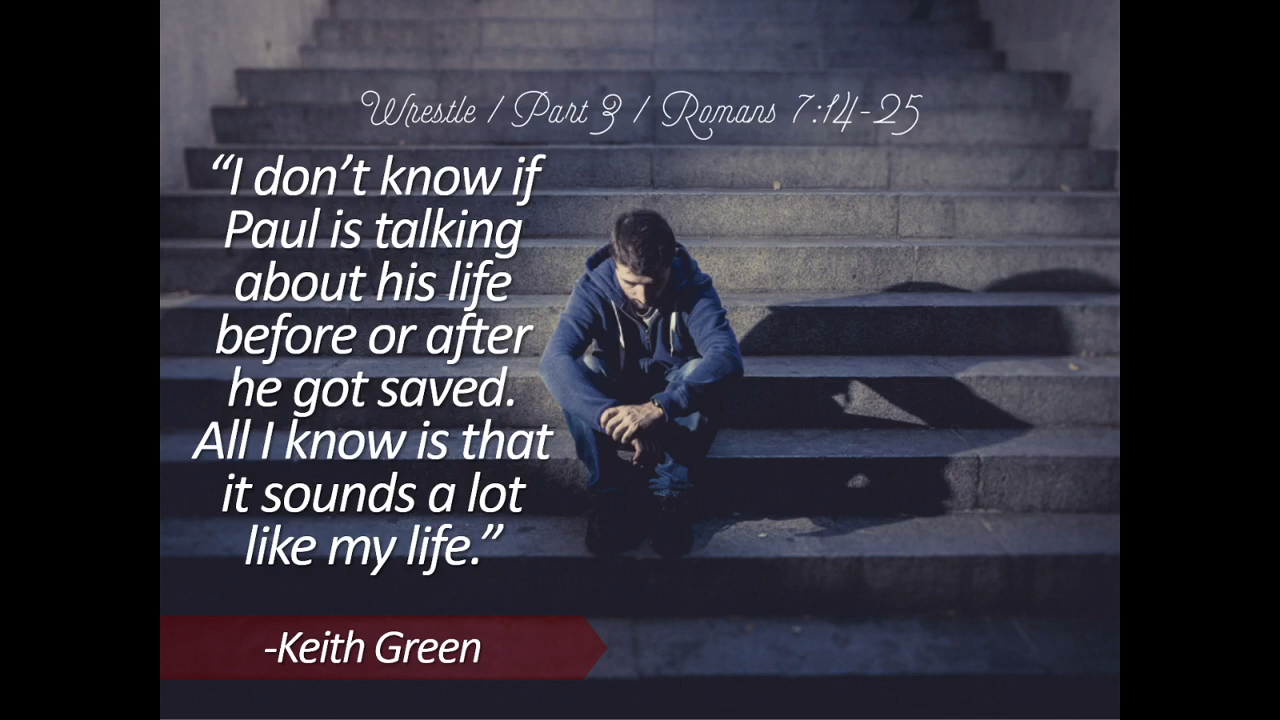 Wrestle / Part 3 / Romans 7:14-25
“I don’t know if
Paul is talking
about his life
before or after
he got saved.
All I know is that
it sounds a lot
like my life.”
-Keith Green